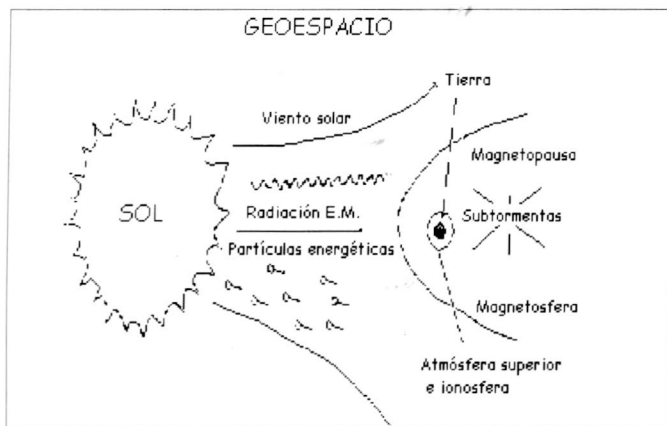 GEOESPACIO
Tierra
Viento solar
Magnetopausa
SOL
Radiación E.M.
Subtormentas
Partículas energéticas
Magnetosfera
Atmósfera superior
e ionosfera